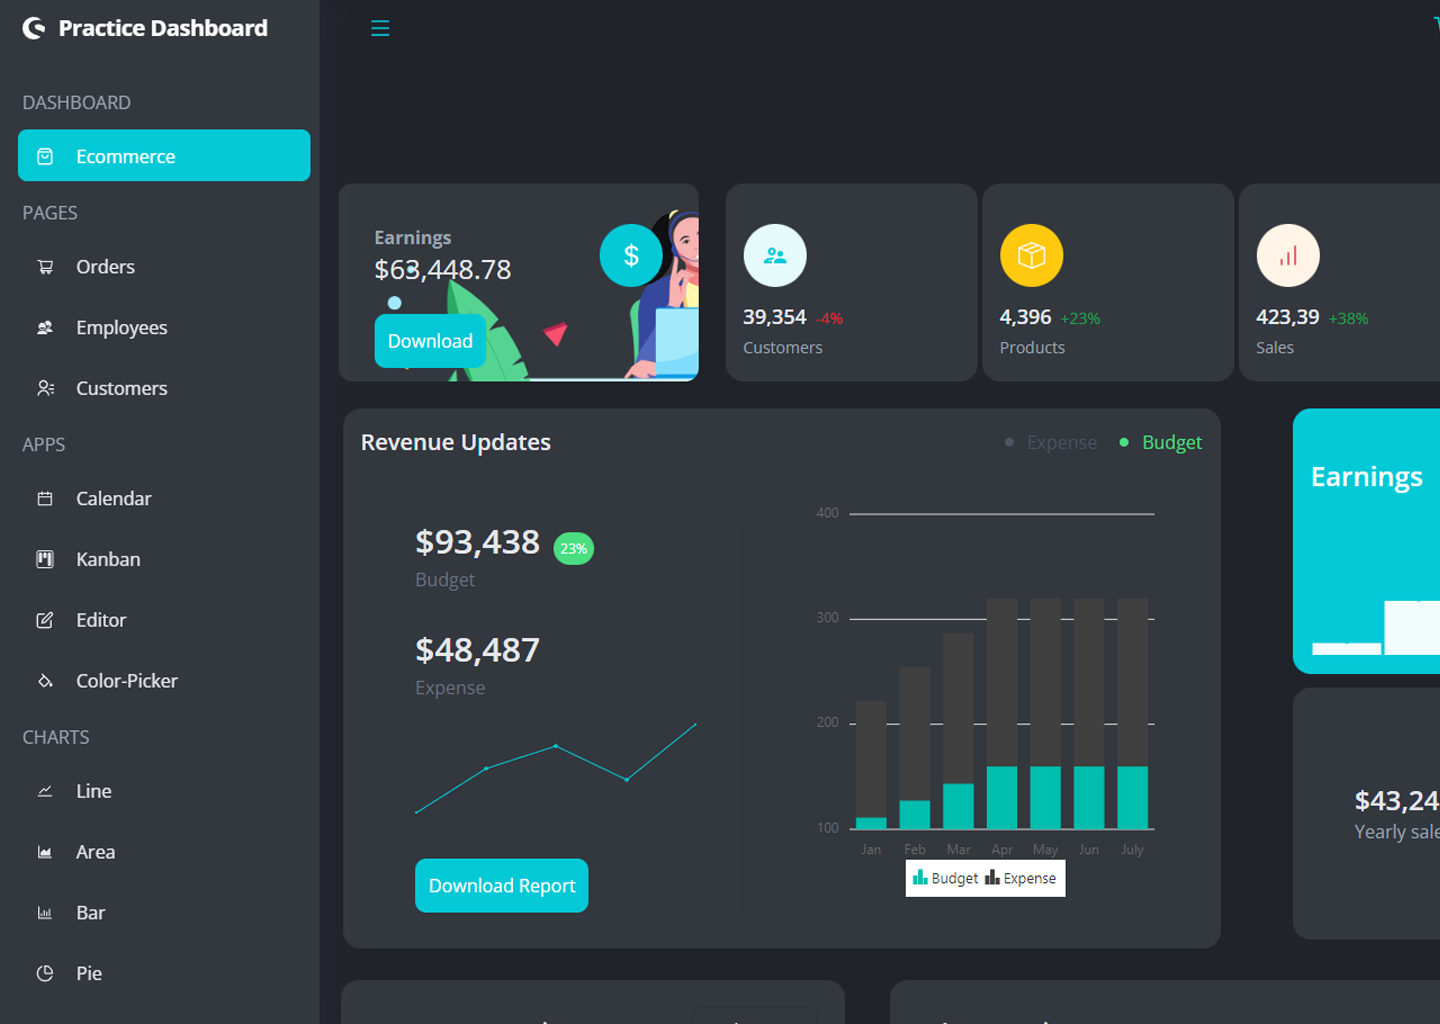 Practice Dashboard
DASHBOARD
Ecommerce
PAGES
Orders
Employees
Customers
APPS
Calendar
Kanban
Editor
Color-Picker
CHARTS
Line
Area
Bar
Pie
Earnings
$63,448.78
$
Download
39,354 -4%
Customers
4,396 +23%
Products
423,39 +38%
Sales
Revenue Updates
Expense Budget
$93,438 23%
Budget
$48,487
Expense
Download Report
400
300
200
100
Jan Feb Mar Apr May Jun July
Budget Expense
Earnings
$43,24
Yearly sale